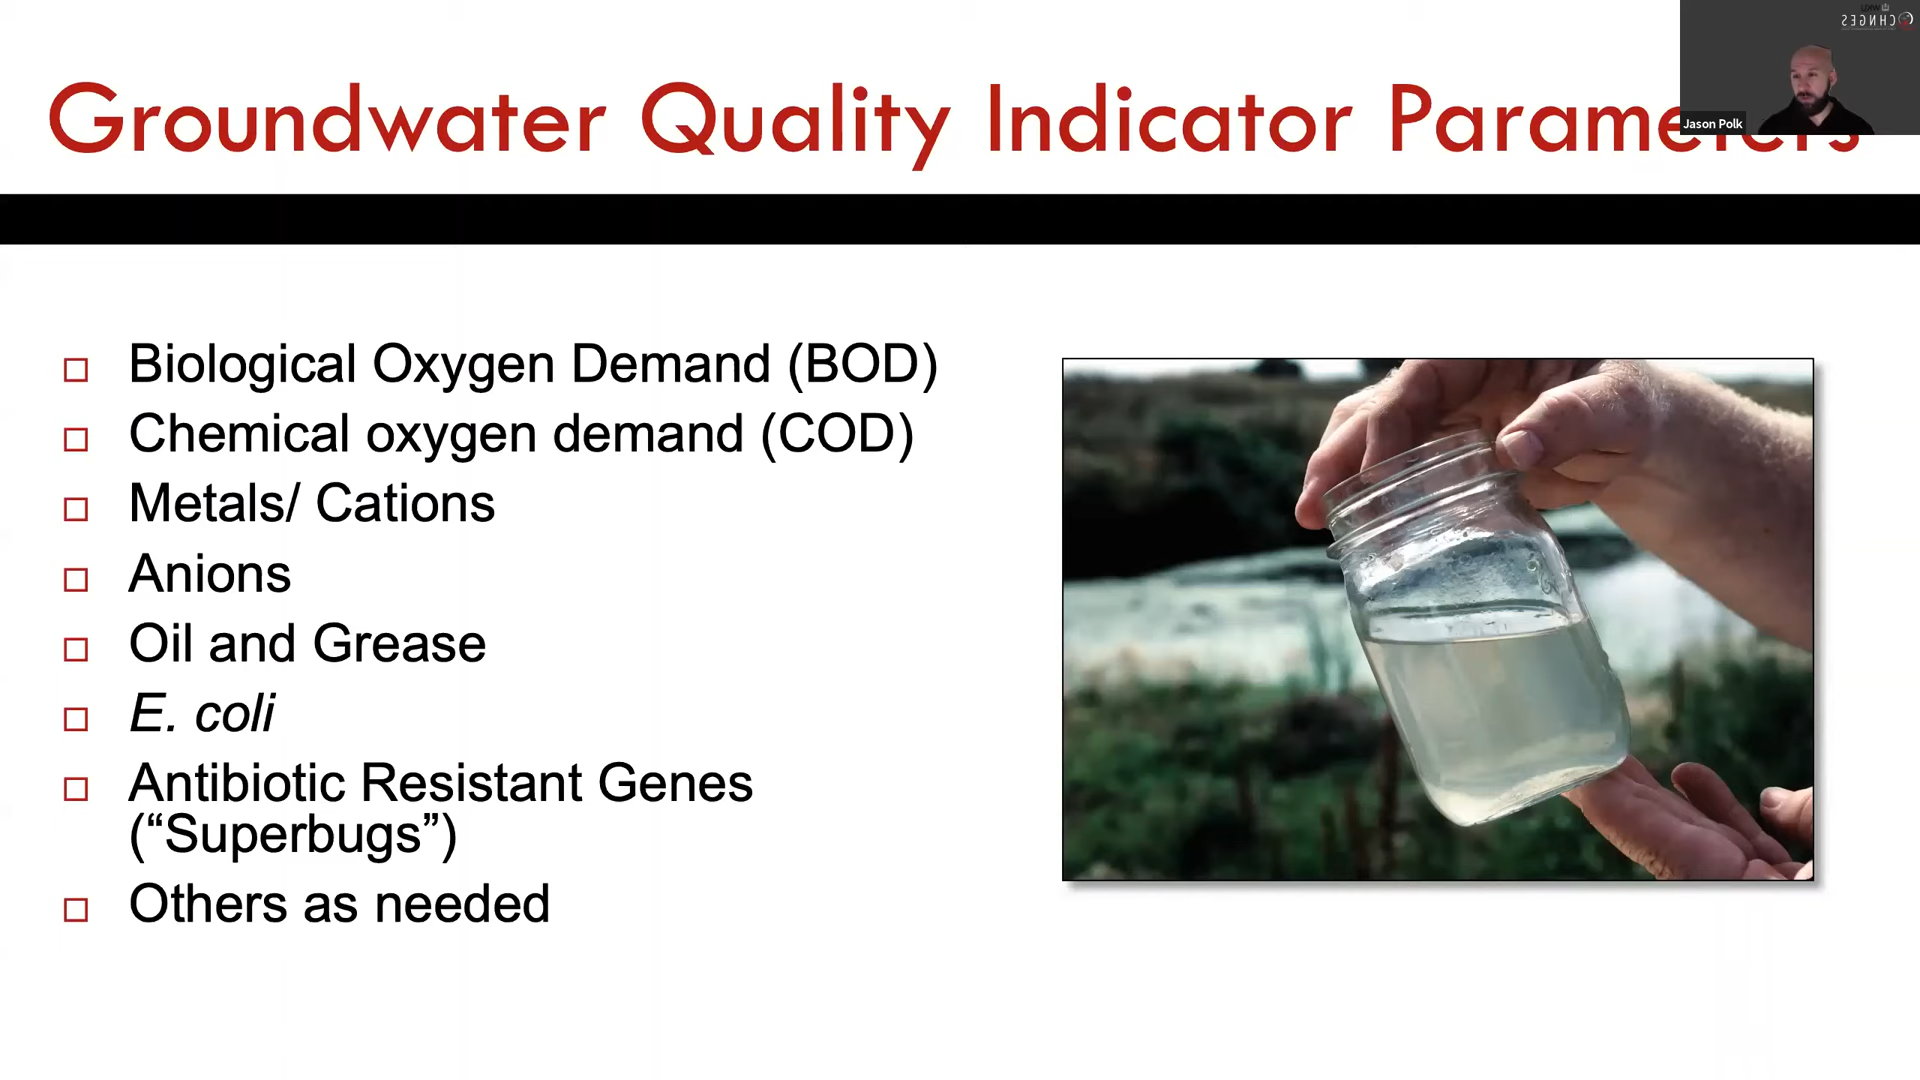 Groundwater Quality Indicator Parameters
CHNGES
Jason Polk
Biological Oxygen Demand (BOD)
Chemical oxygen demand (COD)
Metals/ Cations
Anions
Oil and Grease
E. coli
Antibiotic Resistant Genes
(“Superbugs”)
Others as needed